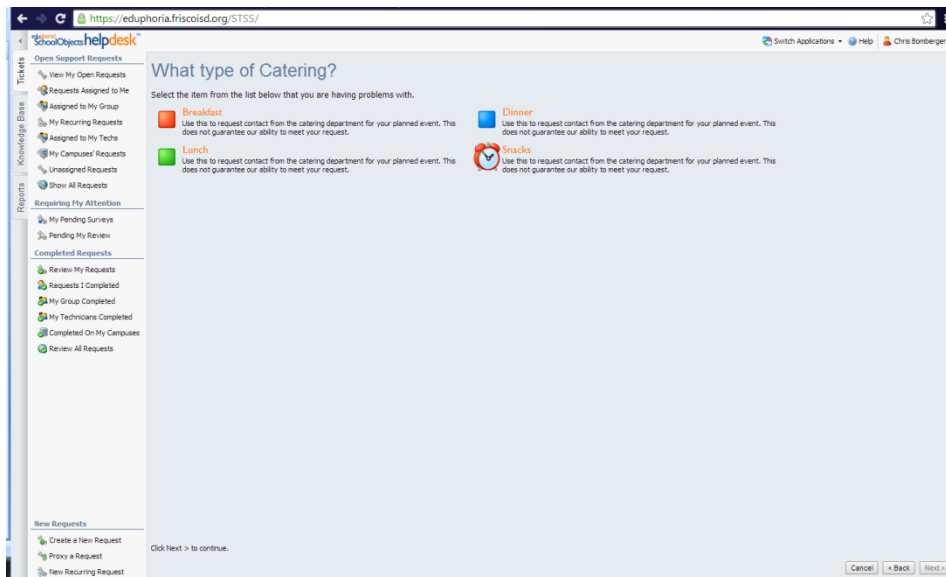 https://eduphoria.friscoisd.org/STSS/
eduphoria!
SchoolObjects helpdesk
Switch Applications
Help
Chris Bomberger
Tickets
Knowledge Base
Reports
Open Support Requests
View My Open Requests
Requests Assigned to Me
Assigned to My Group
My Recurring Requests
Assigned to My Techs
My Campuses' Requests
Unassigned Requests
Show All Requests
Requiring My Attention
My Pending Surveys
Pending My Review
Completed Requests
Review My Requests
Requests I Completed
My Group Completed
My Technicians Completed
Completed On My Campuses
Review All Requests
New Requests
Create a New Request
Proxy a Request
New Recurring Request
What type of Catering?
Select the item from the list below that you are having problems with.
Breakfast
Use this to request contact from the catering department for your planned event. This
does not guarantee our ability to meet your request.
Dinner
Use this to request contact from the catering department for your planned event. This
does not guarantee our ability to meet your request.
Lunch
Use this to request contact from the catering department for your planned event. This
does not guarantee our ability to meet your request.
Snacks
Use this to request contact from the catering department for your planned event. This
does not guarantee our ability to meet your request.
Click Next > to continue.
Cancel
< Back
Next >